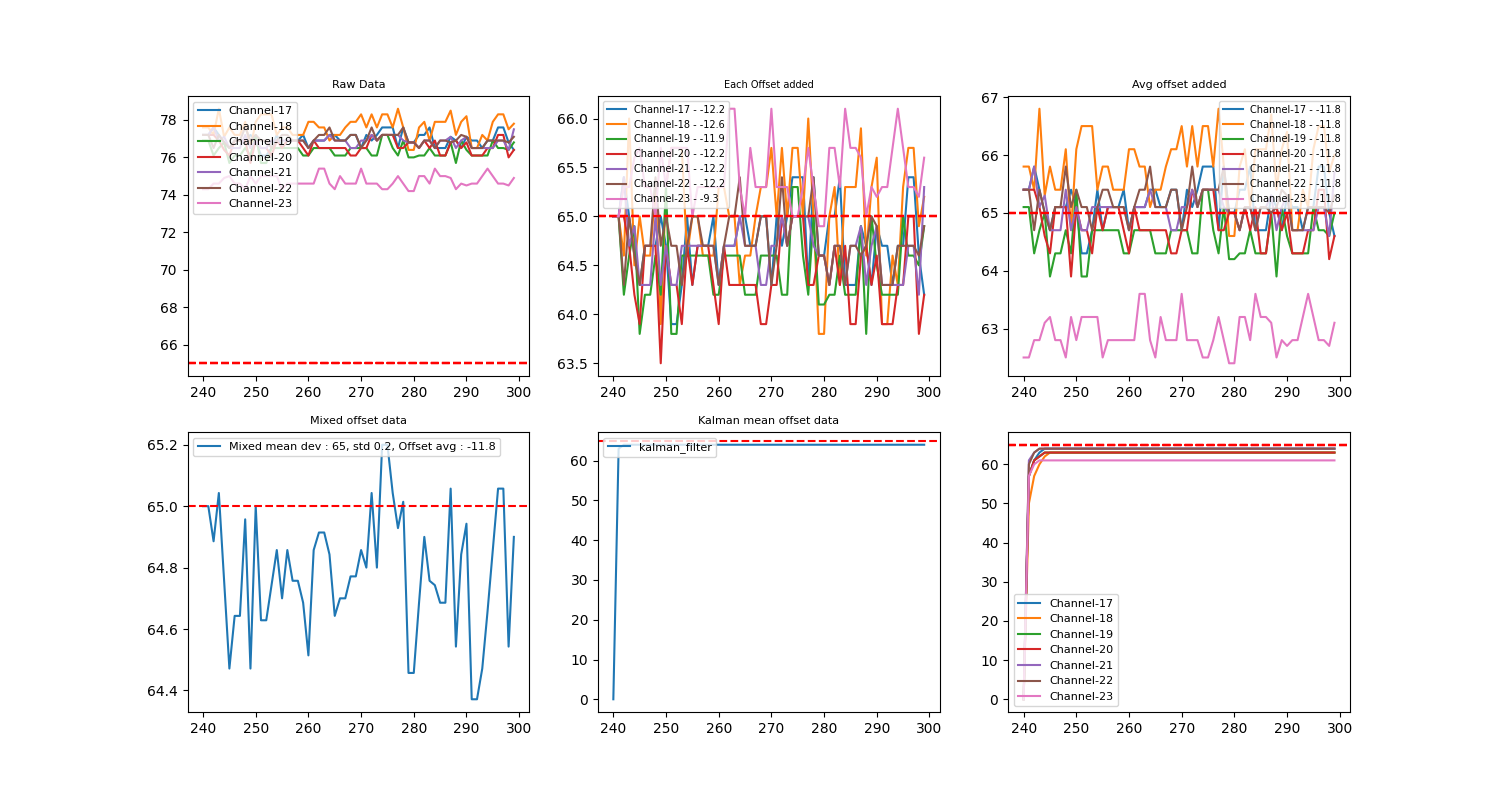 Raw Data
78
76
74
72
70
68
66
240 250 260 270 280 290 300
Channel-17
Channel-18
Channel-19
Channel-20
Channel-21
Channel-22
Channel-23
Each Offset added
66.0
65.5
65.0
64.5
64.0
63.5
240 250 260 270 280 290 300
Channel-17 - -12.2
Channel-18 - -12.6
Channel-19 - -11.9
Channel-20 - -12.2
Channel-21 - -12.2
Channel-22 - -12.2
Channel-23 - -9.3
Avg offset added
67
66
65
64
63
240 250 260 270 280 290 300
Channel-17 - -11.8
Channel-18 - -11.8
Channel-19 - -11.8
Channel-20 - -11.8
Channel-21 - -11.8
Channel-22 - -11.8
Channel-23 - -11.8
Mixed offset data
65.2
65.0
64.8
64.6
64.4
240 250 260 270 280 290 300
Mixed mean dev : 65, std 0.2, Offset avg : -11.8
Kalman mean offset data
60
50
40
30
20
10
0
240 250 260 270 280 290 300
kalman_filter
60
50
40
30
20
10
0
240 250 260 270 280 290 300
Channel-17
Channel-18
Channel-19
Channel-20
Channel-21
Channel-22
Channel-23